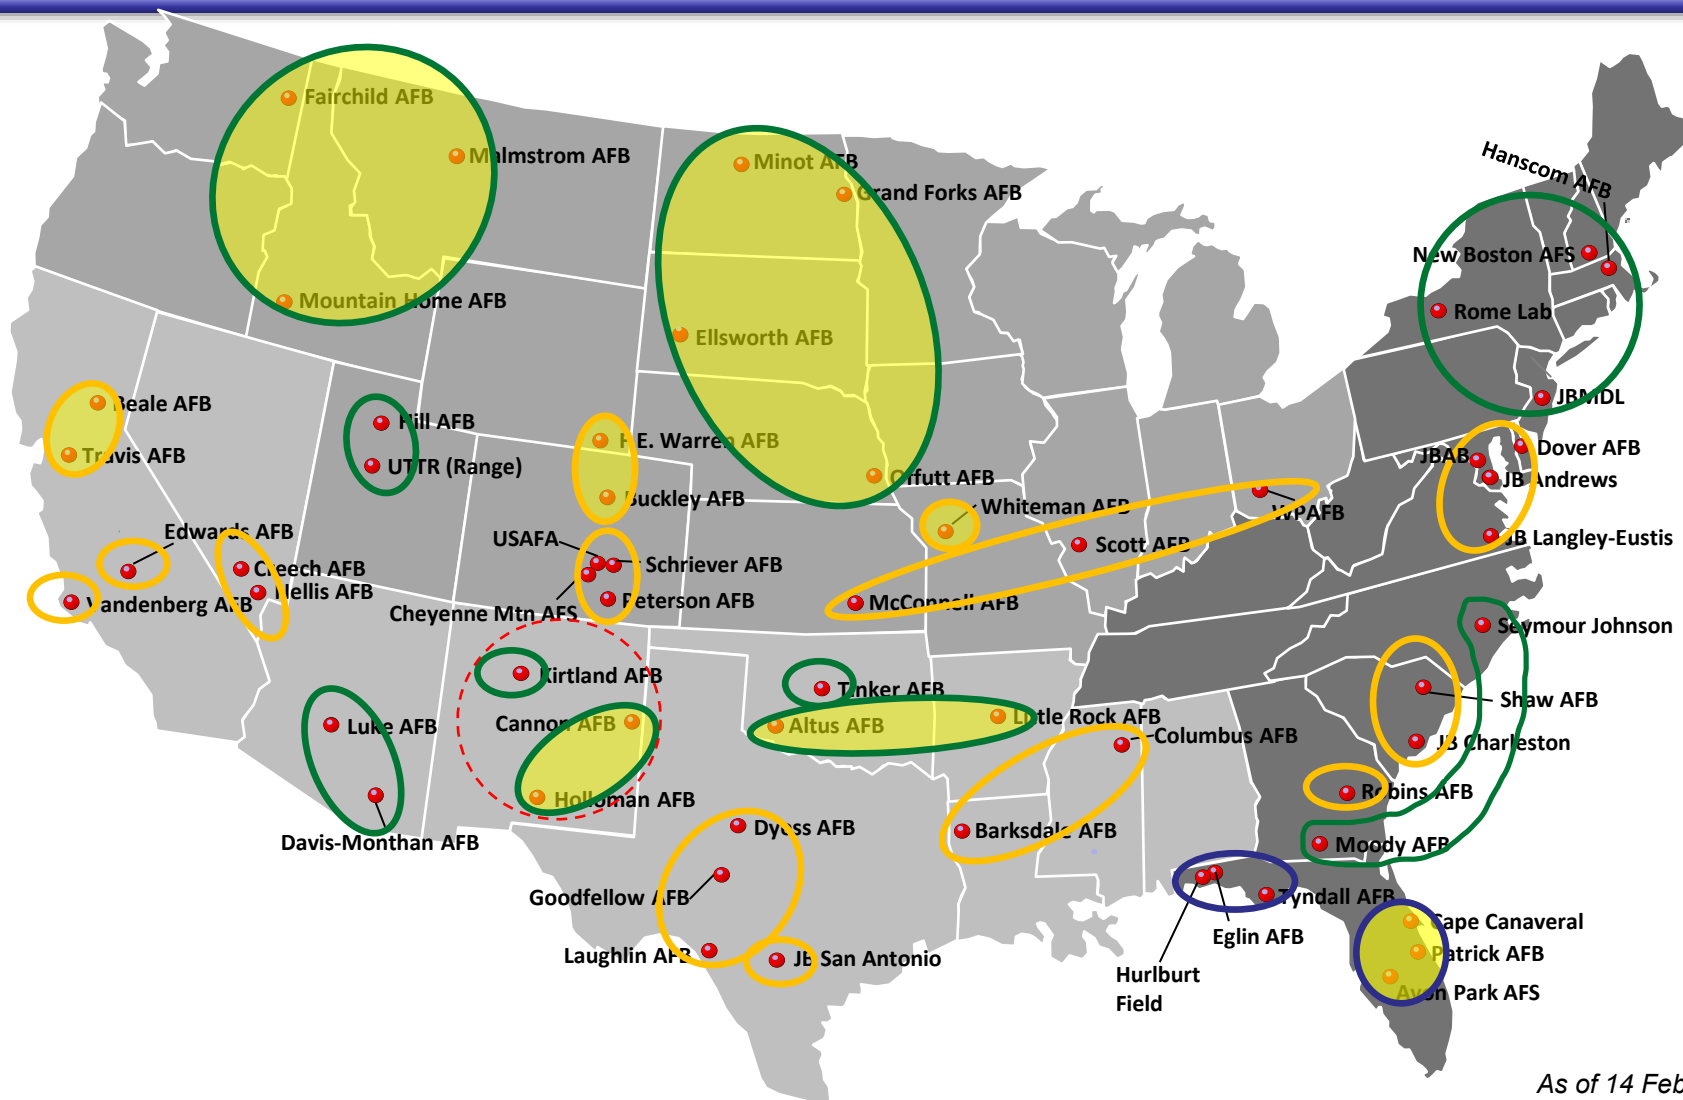 Fairchild AFB
Malmstrom AFB
Minot AFB
Grand Forks AFB
Hanscom AFB
New Boston AFS
Mountain Home AFB
Rome Lab
Ellsworth AFB
JBMDL
Beale AFB
Hill AFB
F.E. Warren AFB
Dover AFB
Travis AFB
JBAB
UTTR (Range)
Offutt AFB
JB Andrews
Buckley AFB
Whiteman AFB
WPAFB
Edwards AFB
USAFA
Scott AFB
JB Langley-Eustis
Creech AFB
Schriever AFB
Nellis AFB
Vandenberg AFB
Peterson AFB
McConnell AFB
Cheyenne Mtn AFS
Seymour Johnson
Kirtland AFB
Tinker AFB
Shaw AFB
Luke AFB
Cannon AFB
Altus AFB
Little Rock AFB
Columbus AFB
JB Charleston
Holloman AFB
Robins AFB
Dyess AFB
Barksdale AFB
Davis-Monthan AFB
Moody AFB
Goodfellow AFB
Tyndall AFB
Cape Canaveral
Eglin AFB
Laughlin AFB
JB San Antonio
Patrick AFB
Hurlburt
Field
Avon Park AFS
As of 14 Feb